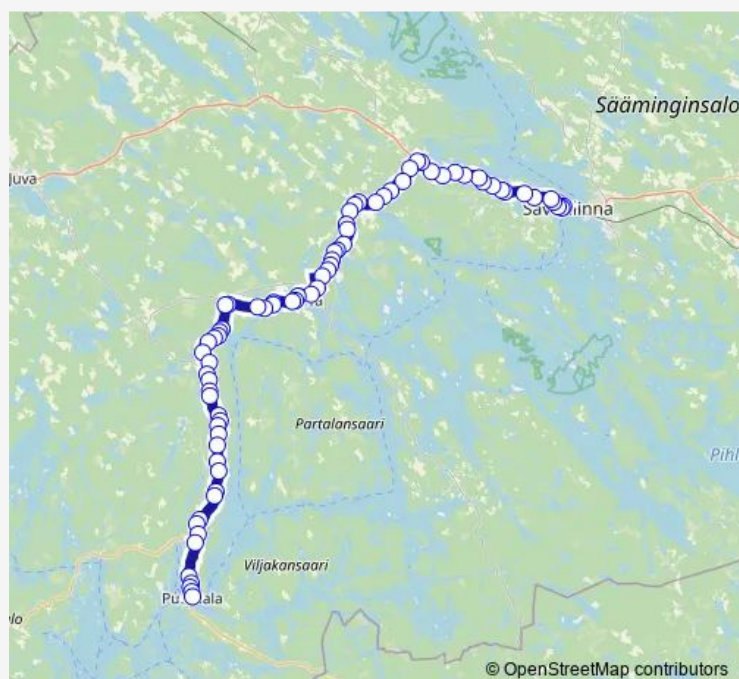 Sääminginsalo
Juva
Savonlinna
Partalansaari
Pihl
Viljakansaari
Puumala
lo
© OpenStreetMap contributors